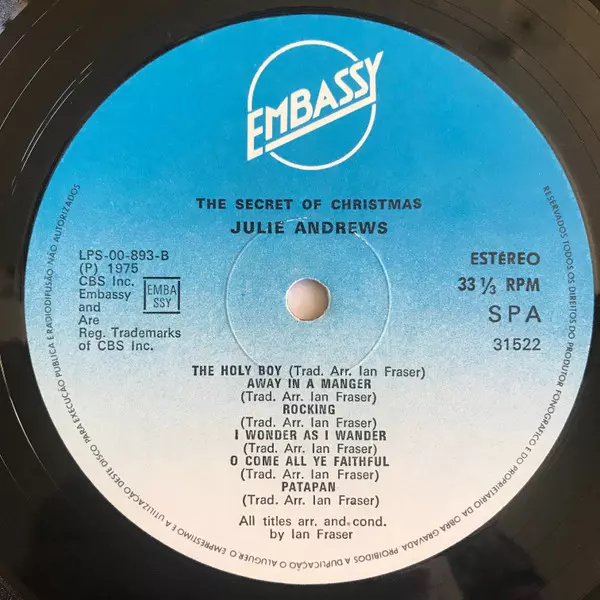 EMBASSY
THE SECRET OF CHRISTMAS
JULIE ANDREWS
LPS-00-893-B
(P) 1975
CBS Inc.
Embassy
and
Are
Reg. Trademarks
of CBS Inc.
EMBA
SSY
ESTÉREO
33 1/3 RPM
SPA
31522
THE HOLY BOY (Trad. Arr. Ian Fraser)
AWAY IN A MANGER
(Trad. Arr. Ian Fraser)
ROCKING
(Trad. Arr. Ian Fraser)
I WONDER AS I WANDER
(Trad. Arr. Ian Fraser)
O COME ALL YE FAITHFUL
(Trad. Arr. Ian Fraser)
PATAPAN
(Trad. Arr. Ian Fraser)
All titles arr. and cond.
by Ian Fraser
RESERVADOS TODOS OS DIREITOS DO PRODUTOR FONOGRÁFICO E DO PROPRIETÁRIO DA OBRA GRAVADA PROIBIDOS A DUPLICAÇÃO O ALUGUER O EMPRÉSTIMO E A UTILIZAÇÃO DESTE DISCO PARA EXECUÇÃO PÚBLICA E RADIODIFUSÃO NÃO AUTORIZADOS